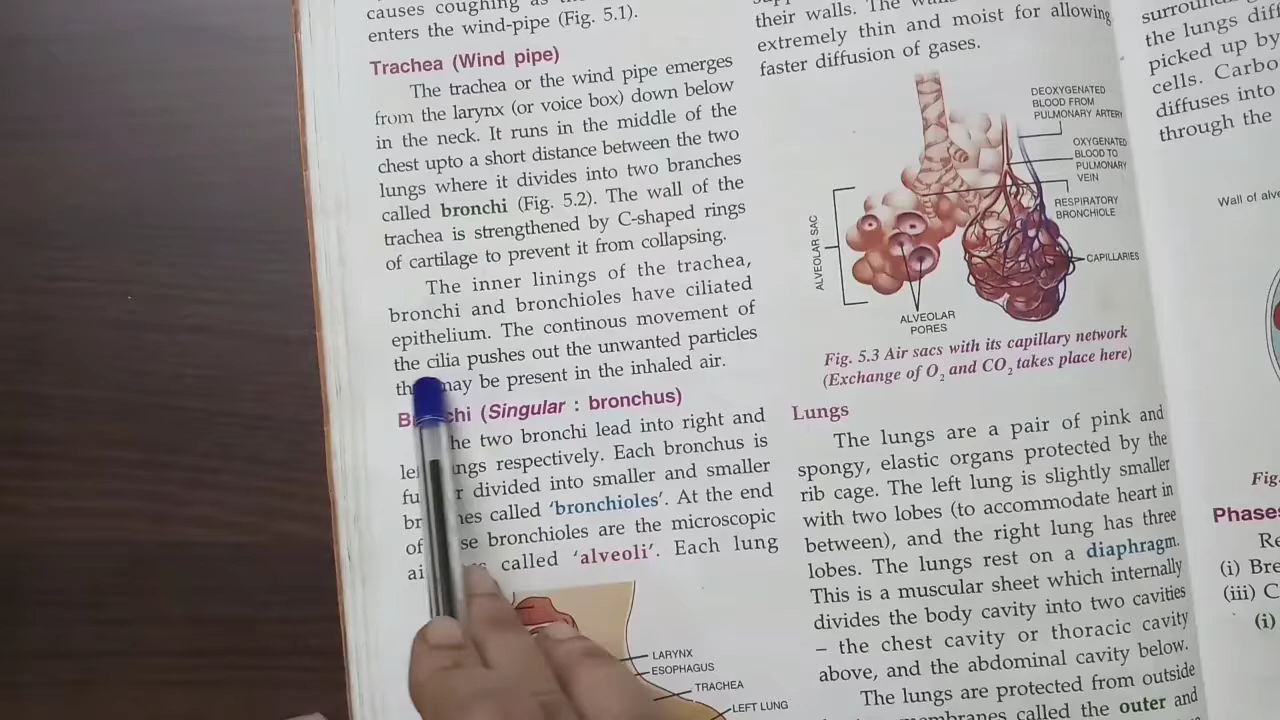 causes coughing as
enters the wind-pipe (Fig. 5.1).
Trachea (Wind pipe)
The trachea or the wind pipe emerges
from the larynx (or voice box) down below
in the neck. It runs in the middle of the
chest upto a short distance between the two
lungs where it divides into two branches
called bronchi (Fig. 5.2). The wall of the
trachea is strengthened by C-shaped rings
of cartilage to prevent it from collapsing.
The inner linings of the trachea,
bronchi and bronchioles have ciliated
epithelium. The continous movement of
the cilia pushes out the unwanted particles
may be present in the inhaled air.
(Singular : bronchus)
two bronchi lead into right and
respectively. Each bronchus is
divided into smaller and smaller
called 'bronchioles'. At the end
bronchioles are the microscopic
called 'alveoli'. Each lung
LARYNX
ESOPHAGUS
TRACHEA
LEFT LUNG
their walls. The
extremely thin and moist for allowing
faster diffusion of gases.
DEOXYGENATED
BLOOD FROM
PULMONARY ARTERY
OXYGENATED
BLOOD TO
PULMONARY
VEIN
RESPIRATORY
BRONCHIOLE
CAPILLARIES
ALVEOLAR SAC
ALVEOLAR
PORES
Fig. 5.3 Air sacs with its capillary network
(Exchange of O₂ and CO₂ takes place here)
Lungs
The lungs are a pair of pink and
spongy, elastic organs protected by the
rib cage. The left lung is slightly smaller
with two lobes (to accommodate heart in
between), and the right lung has three
lobes. The lungs rest on a diaphragm.
This is a muscular sheet which internally
divides the body cavity into two cavities
– the chest cavity or thoracic cavity
above, and the abdominal cavity below.
The lungs are protected from outside
called the outer and
the lungs
picked up by
cells.
diffuses into
through the
Wall of
Phases
(i)
(iii)
(i)